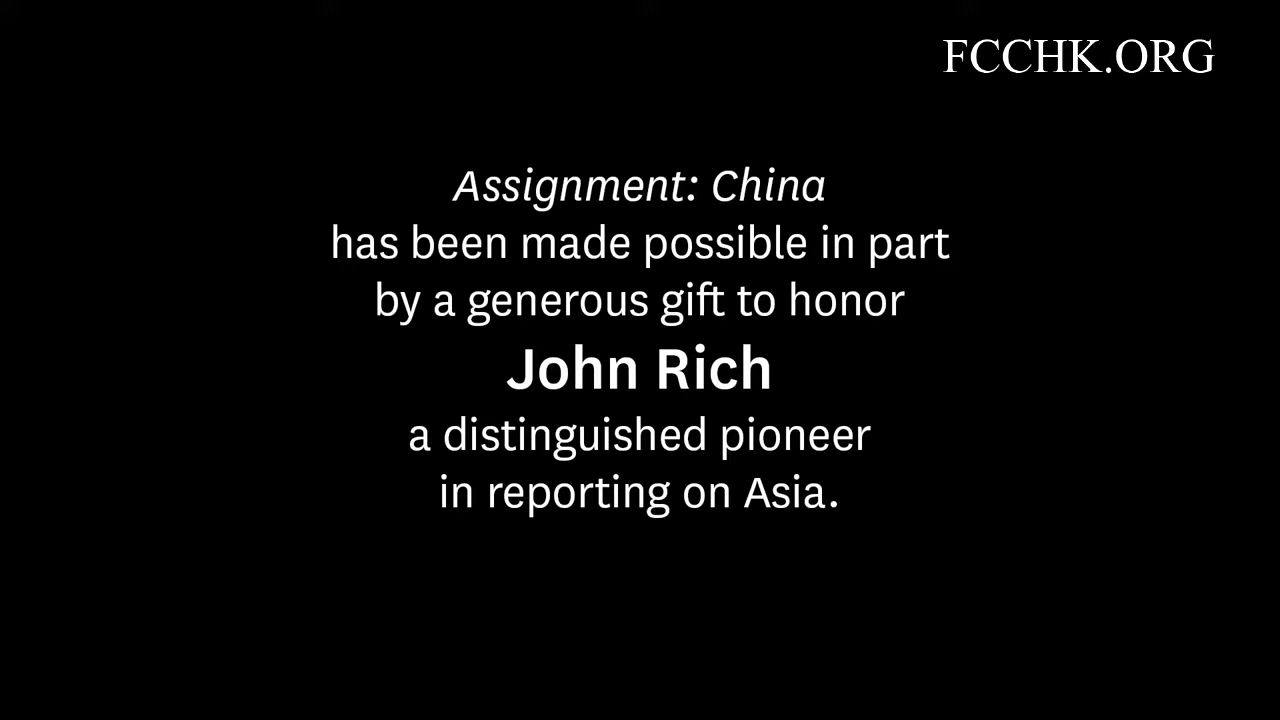 FCCHK.ORG
Assignment: China
has been made possible in part
by a generous gift to honor
John Rich
a distinguished pioneer
in reporting on Asia.